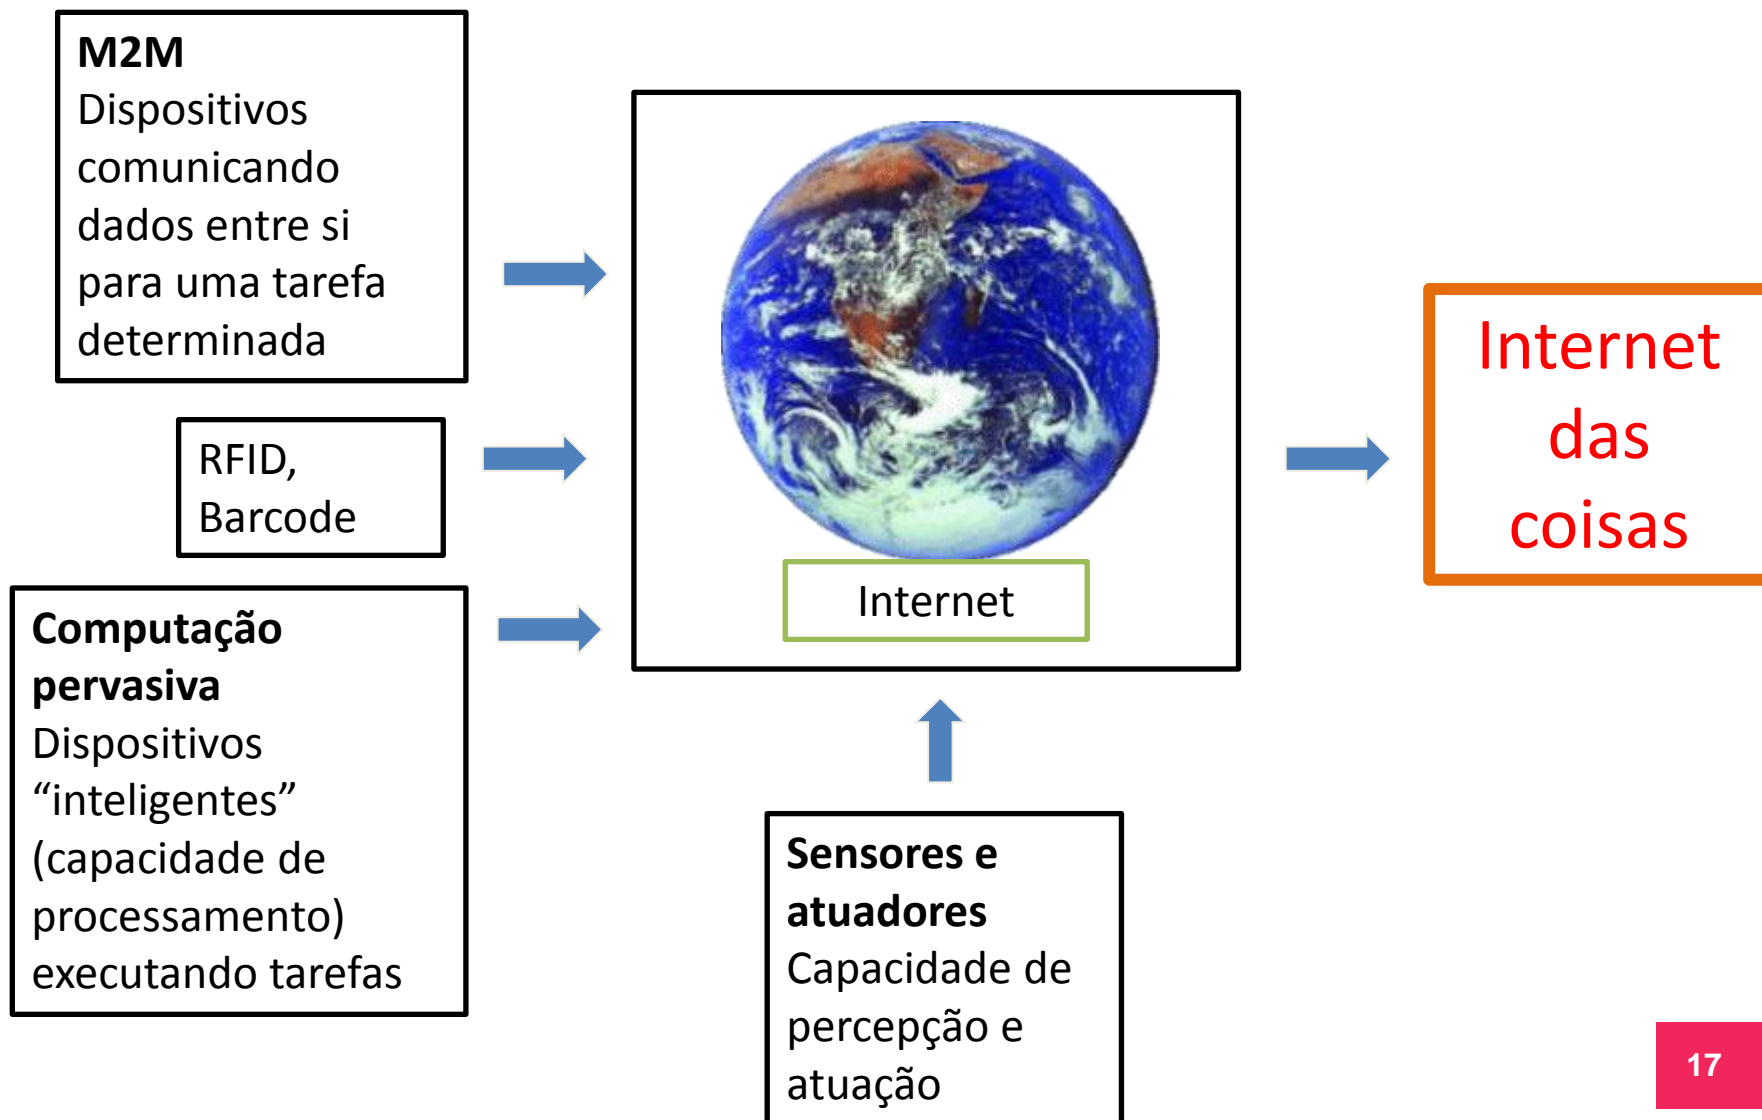 M2M
Dispositivos
comunicando
dados entre si
para uma tarefa
determinada
RFID,
Barcode
Computação
pervasiva
Dispositivos
“inteligentes”
(capacidade de
processamento)
executando tarefas
Internet
Sensores e
atuadores
Capacidade de
percepção e
atuação
Internet
das
coisas
17